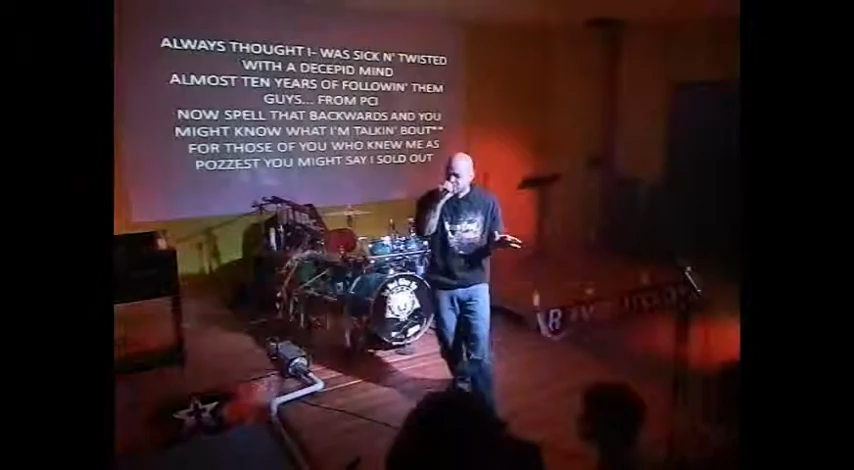 ALWAYS THOUGHT I- WAS SICK N' TWISTED
WITH A DECEPID MIND
ALMOST TEN YEARS OF FOLLOWIN' THEM
GUYS... FROM PCI
NOW SPELL THAT BACKWARDS AND YOU
MIGHT KNOW WHAT I'M TALKIN' BOUT""
FOR THOSE OF YOU WHO KNEW ME AS
POZZEST YOU MIGHT SAY I SOLD OUT